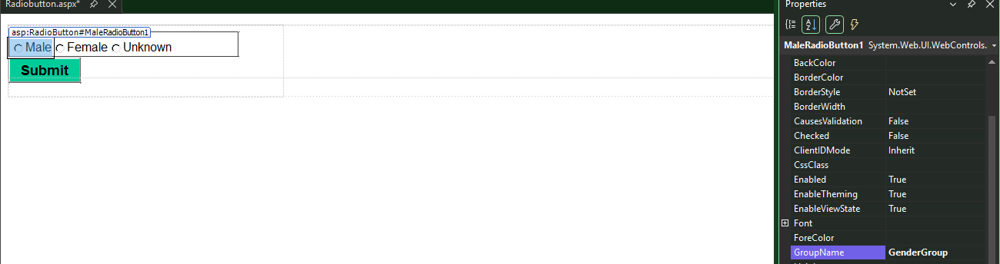 Radiobutton.aspx*
asp:RadioButton#MaleRadioButton1
Male Female Unknown
Submit
Properties
MaleRadioButton1 System.Web.UI.WebControls.
BackColor
BorderColor
BorderStyle NotSet
BorderWidth
CausesValidation False
Checked False
ClientIDMode Inherit
CssClass
Enabled True
EnableTheming True
EnableViewState True
Font
ForeColor
GroupName GenderGroup